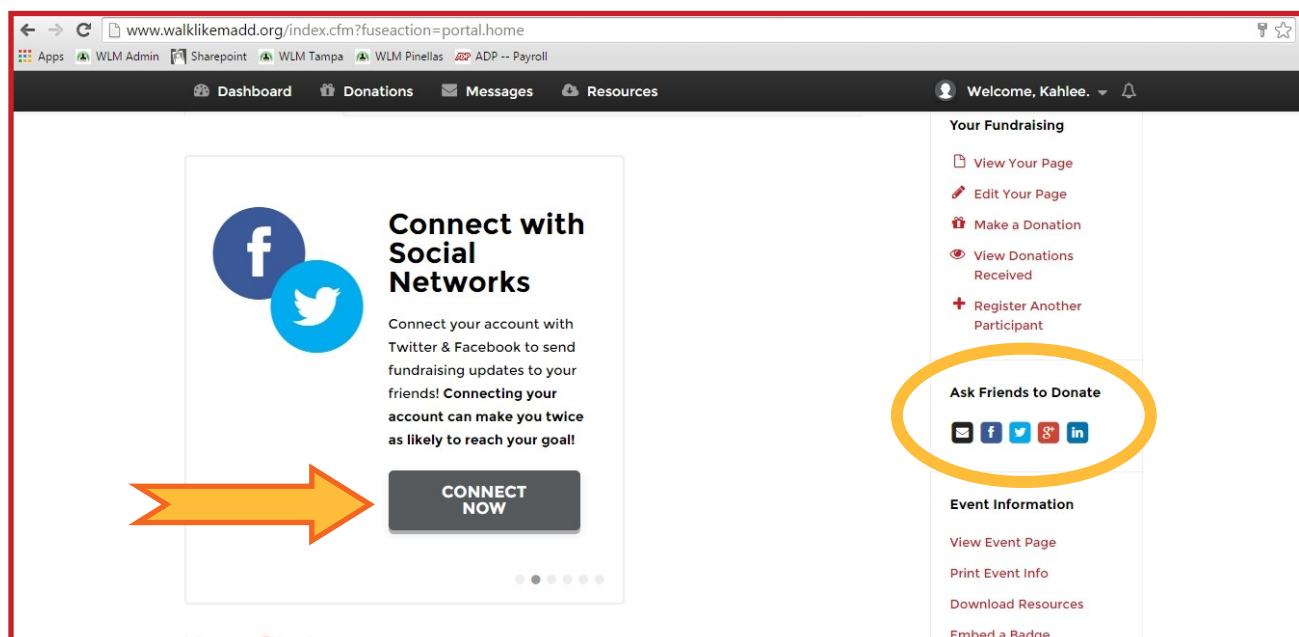 www.walklikemadd.org/index.cfm?fuseaction=portal.home
Apps WLM Admin Sharepoint WLM Tampa WLM Pinellas ADP -- Payroll
Dashboard Donations Messages Resources Welcome, Kahlee.
Connect with
Social
Networks
Connect your account with
Twitter & Facebook to send
fundraising updates to your
friends! Connecting your
account can make you twice
as likely to reach your goal!
CONNECT
NOW
Your Fundraising
View Your Page
Edit Your Page
Make a Donation
View Donations
Received
Register Another
Participant
Ask Friends to Donate
Event Information
View Event Page
Print Event Info
Download Resources
Embed a Badge